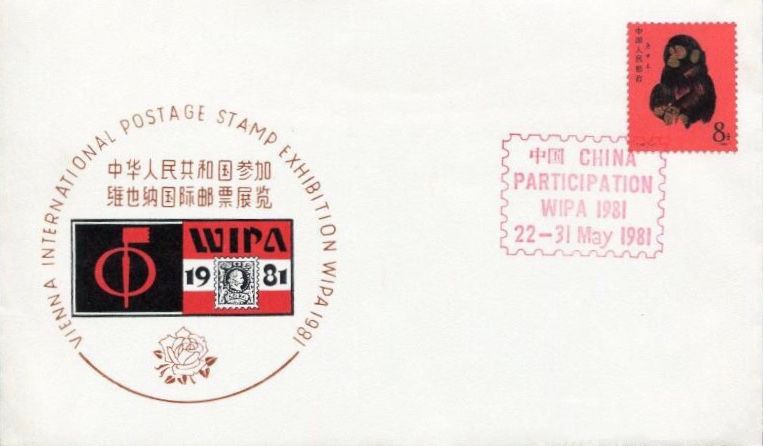 VIENNA INTERNATIONAL POSTAGE STAMP EXHIBITION WIPA 1981
中华人民共和国参加
维也纳国际邮票展览
WIPA
1981
中国人民邮政
8分
中国 CHINA
PARTICIPATION
WIPA 1981
22-31 May 1981